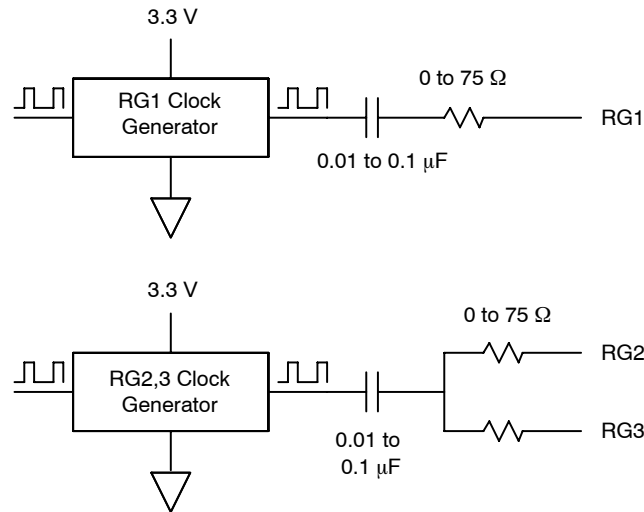 3.3 V
0 to 75 Ω
RG1 Clock
Generator
RG1
0.01 to 0.1 μF
3.3 V
0 to 75 Ω
RG2
RG2,3 Clock
Generator
RG3
0.01 to
0.1 μF